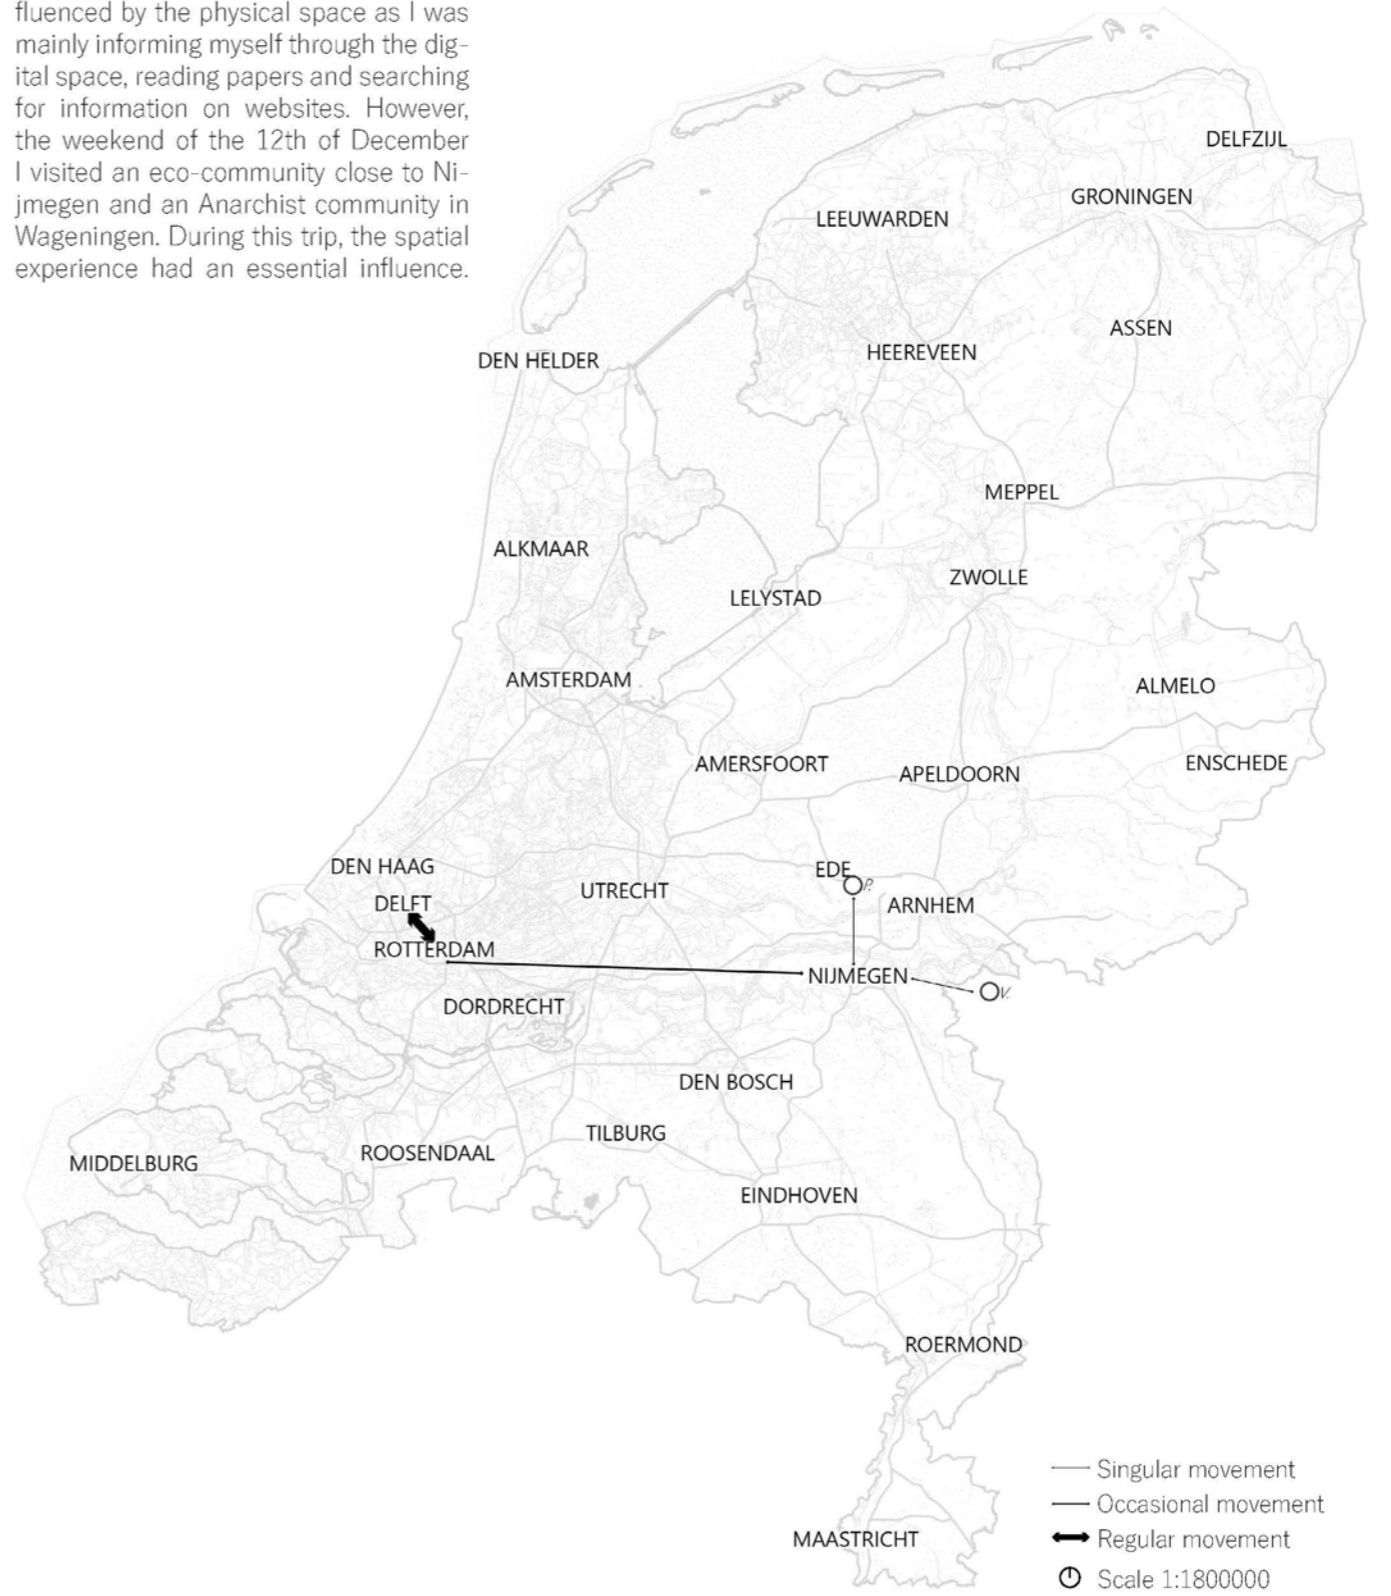 fluenced by the physical space as I was
mainly informing myself through the dig-
ital space, reading papers and searching
for information on websites. However,
the weekend of the 12th of December
I visited an eco-community close to Ni-
jmegen and an Anarchist community in
Wageningen. During this trip, the spatial
experience had an essential influence.
DELFZIJL
GRONINGEN
LEEUWARDEN
ASSEN
HEEREVEEN
DEN HELDER
MEPPEL
ALKMAAR
ZWOLLE
LELYSTAD
AMSTERDAM
ALMELO
AMERSFOORT
APELDOORN
ENSCHEDE
DEN HAAG
EDE
P.
UTRECHT
DELFT
ARNHEM
ROTTERDAM
NIJMEGEN
V.
DORDRECHT
DEN BOSCH
TILBURG
ROOSENDAAL
MIDDELBURG
EINDHOVEN
ROERMOND
MAASTRICHT
Singular movement
Occasional movement
Regular movement
Scale 1:1800000